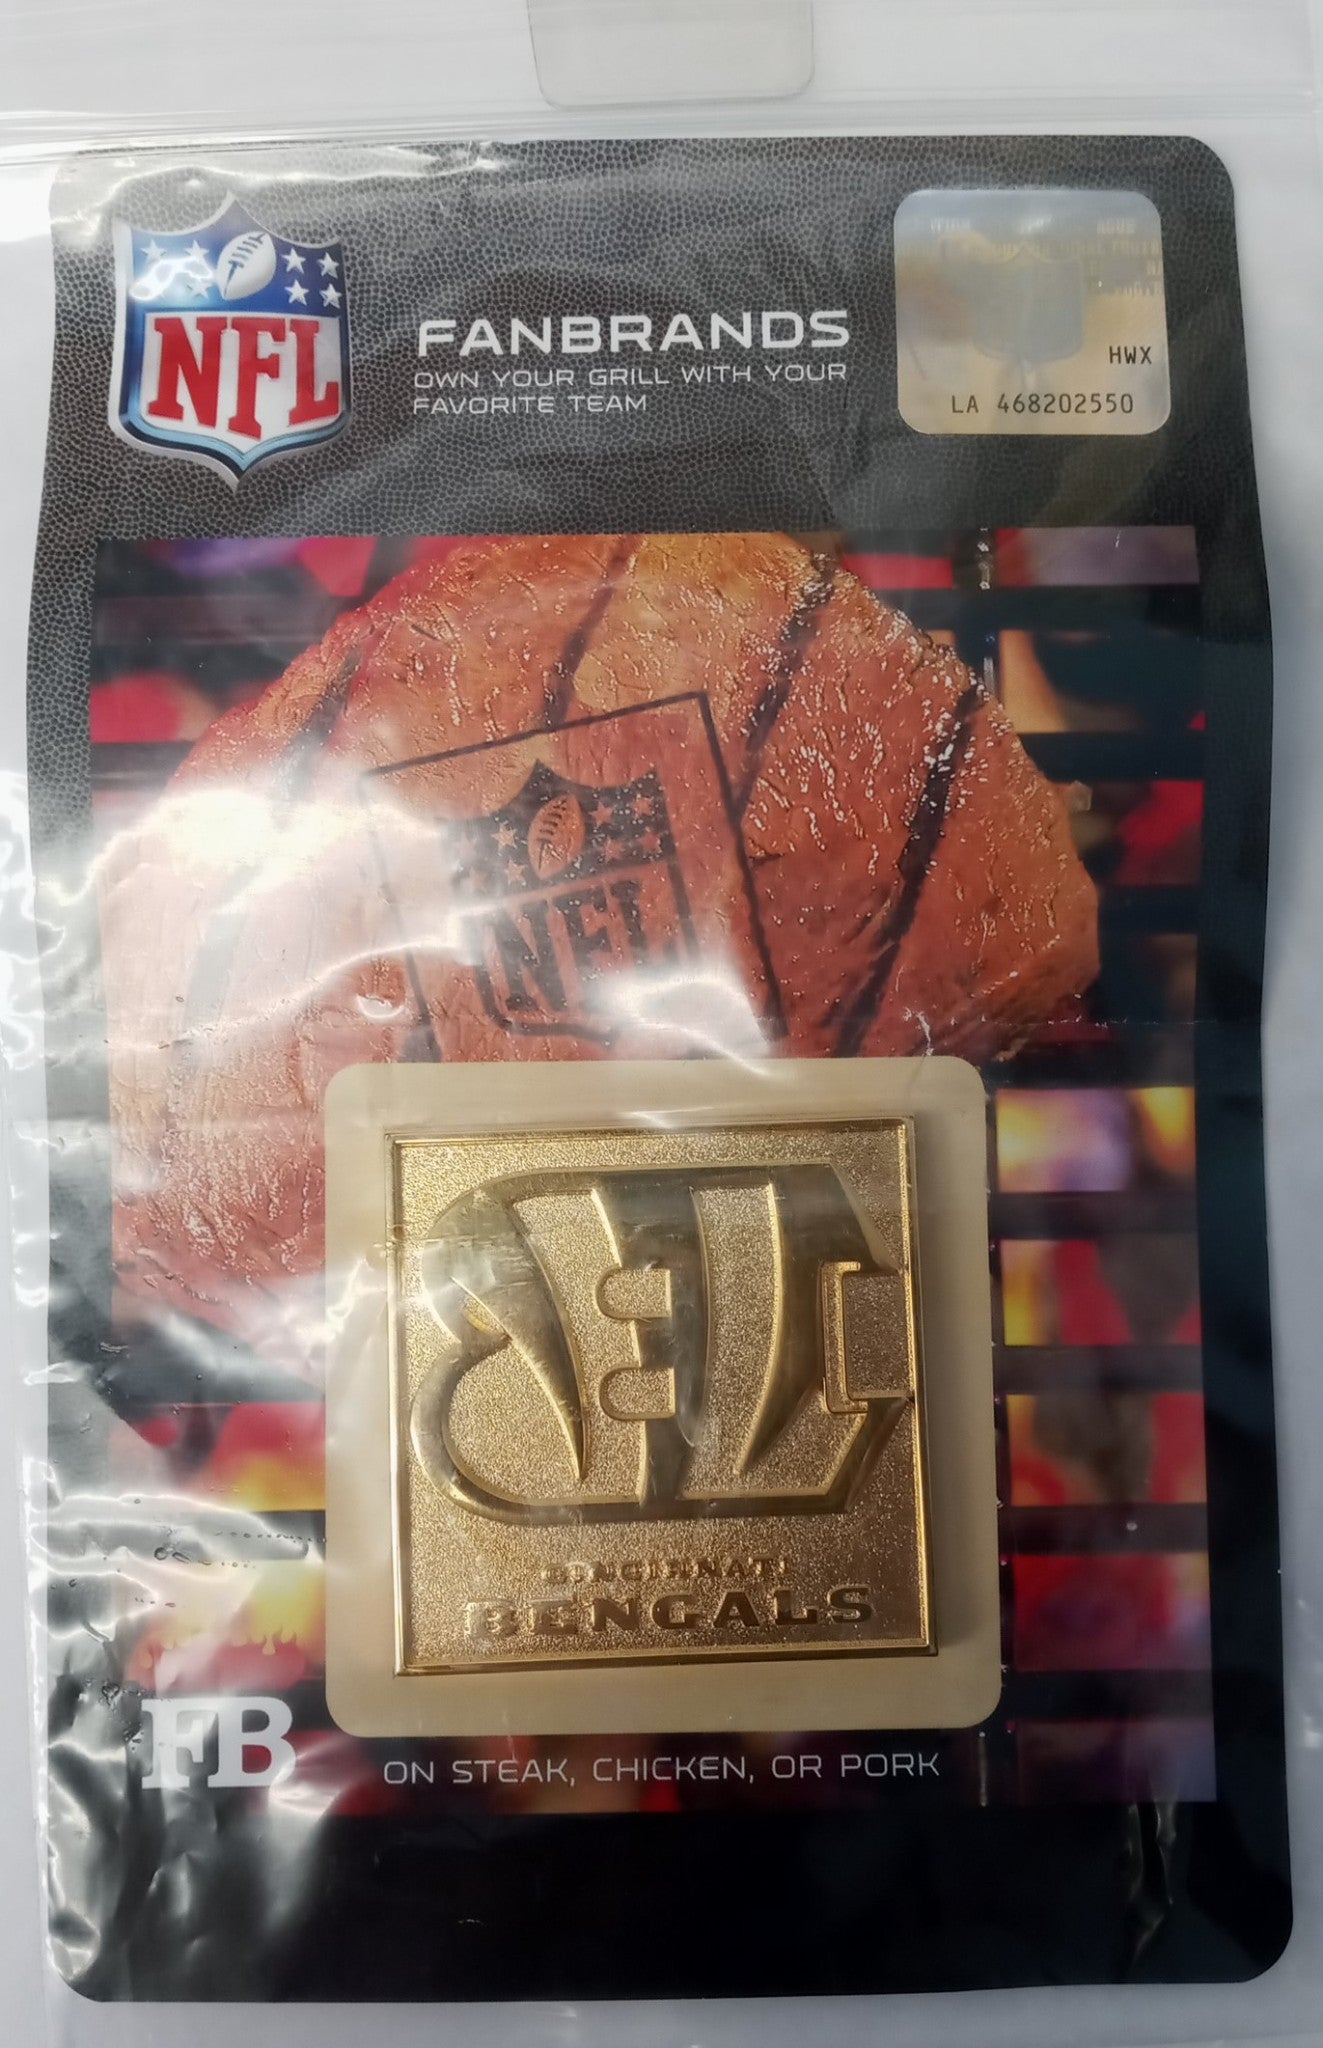 NFL
FANBRANDS
OWN YOUR GRILL WITH YOUR
FAVORITE TEAM
HWX
LA 468202550
NFL
CINCINNATI
BENGALS
FB
ON STEAK, CHICKEN, OR PORK